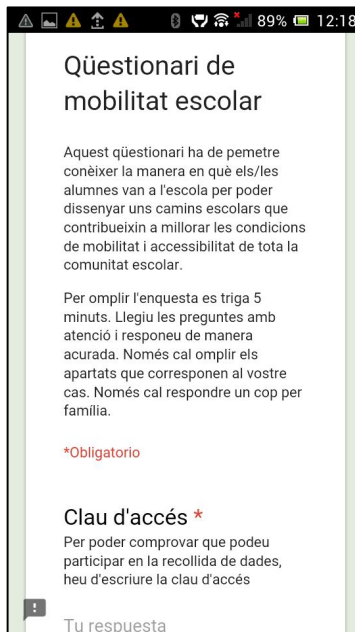 89% 12:18
Qüestionari de
mobilitat escolar
Aquest qüestionari ha de pemetre
conèixer la manera en què els/les
alumnes van a l'escola per poder
dissenyar uns camins escolars que
contribueixin a millorar les condicions
de mobilitat i accessibilitat de tota la
comunitat escolar.
Per omplir l'enquesta es triga 5
minuts. Llegiu les preguntes amb
atenció i responeu de manera
acurada. Només cal omplir els
apartats que corresponen al vostre
cas. Només cal respondre un cop per
família.
*Obligatorio
Clau d'accés *
Per poder comprovar que podeu
participar en la recollida de dades,
heu d'escriure la clau d'accés
Tu respuesta